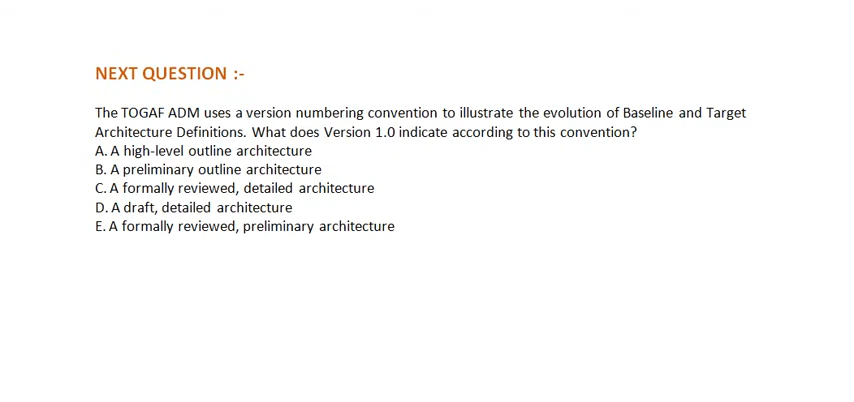 NEXT QUESTION :-
The TOGAF ADM uses a version numbering convention to illustrate the evolution of Baseline and Target
Architecture Definitions. What does Version 1.0 indicate according to this convention?
A. A high-level outline architecture
B. A preliminary outline architecture
C. A formally reviewed, detailed architecture
D. A draft, detailed architecture
E. A formally reviewed, preliminary architecture